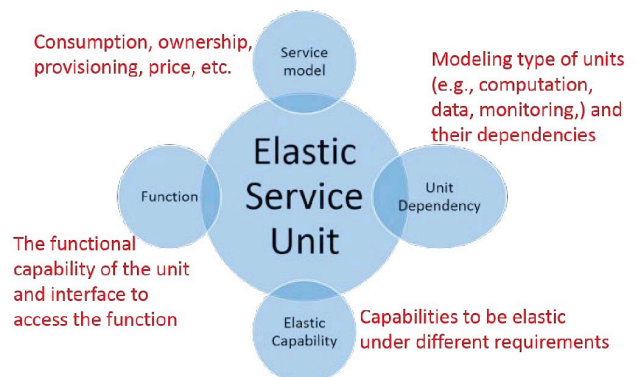 Consumption, ownership,
provisioning, price, etc.
Service
model
Modeling type of units
(e.g., computation,
data, monitoring,) and
their dependencies
Elastic
Service
Unit
Function
Unit
Dependency
The functional
capability of the unit
and interface to
access the function
Elastic
Capability
Capabilities to be elastic
under different requirements